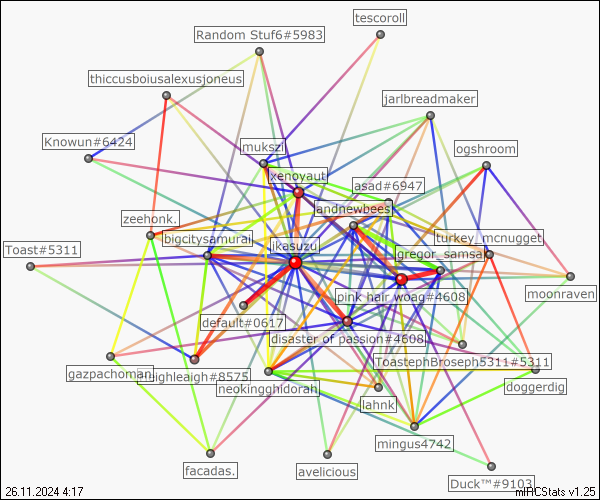 tescoroll
Random Stuf6#5983
thiccusboiusalexusjoneus
jarlbreadmaker
Knowun#6424
mukszi
ogshroom
xenoyaut
asad#6947
andnewbees
zeehonk.
bigcitysamurai
turkey_mcnugget
Toast#5311
jkasuzu
gregor_samsa
moonraven
pink hair woag#4608
default#0617
disaster of passion#4608
ToastephBroseph5311#5311
gazpachoman
#8575
neokingghidorah
doggerdig
lahnk
mingus4742
facadas.
avelicious
Duck™#9103
26.11.2024 4:17
mIRCStats v1.25